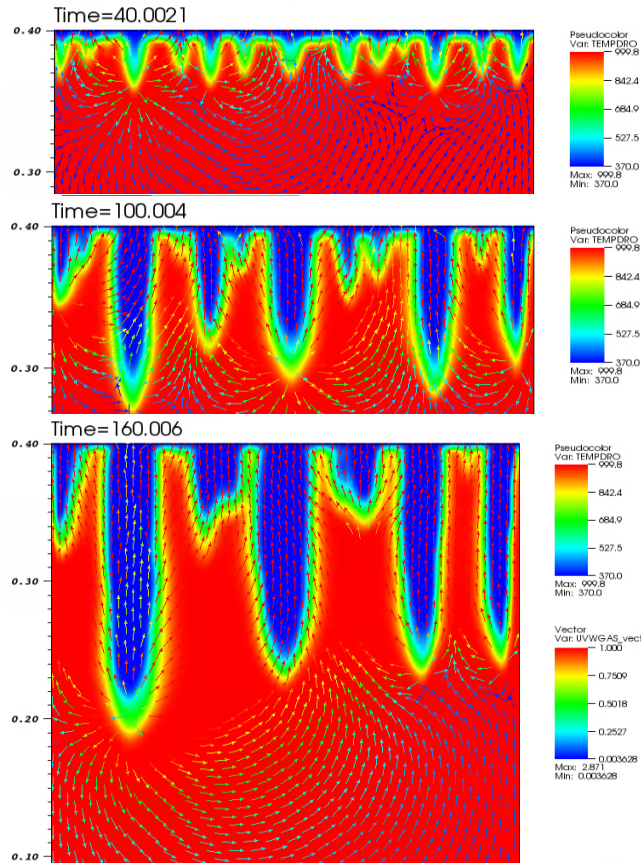 Time=40.0021
0.40
0.30
Pseudocolor
Var: TEMPDRO
999.8
842.4
684.9
527.5
370.0
Max: 999.8
Min: 370.0
Time=100.004
0.40
0.30
Pseudocolor
Var: TEMPDRO
999.8
842.4
684.9
527.5
370.0
Max: 999.8
Min: 370.0
Time=160.006
0.40
0.30
0.20
0.10
Pseudocolor
Var: TEMPDRO
999.8
842.4
684.9
527.5
370.0
Max: 999.8
Min: 370.0
Vector
Var: UVWGAS_vect
1.000
0.7509
0.5018
0.2527
0.003628
Max: 2.871
Min: 0.003628